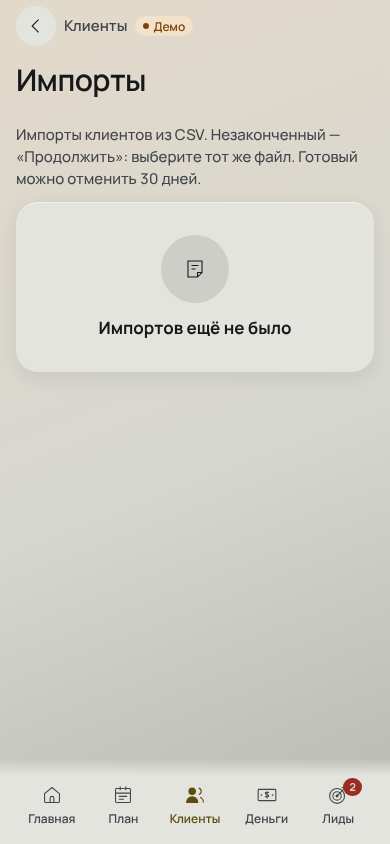 Клиенты
Демо
Импорты
Импорты клиентов из CSV. Незаконченный —
«Продолжить»: выберите тот же файл. Готовый
можно отменить 30 дней.
Импортов ещё не было
2
Главная
План
Клиенты
Деньги
Лиды